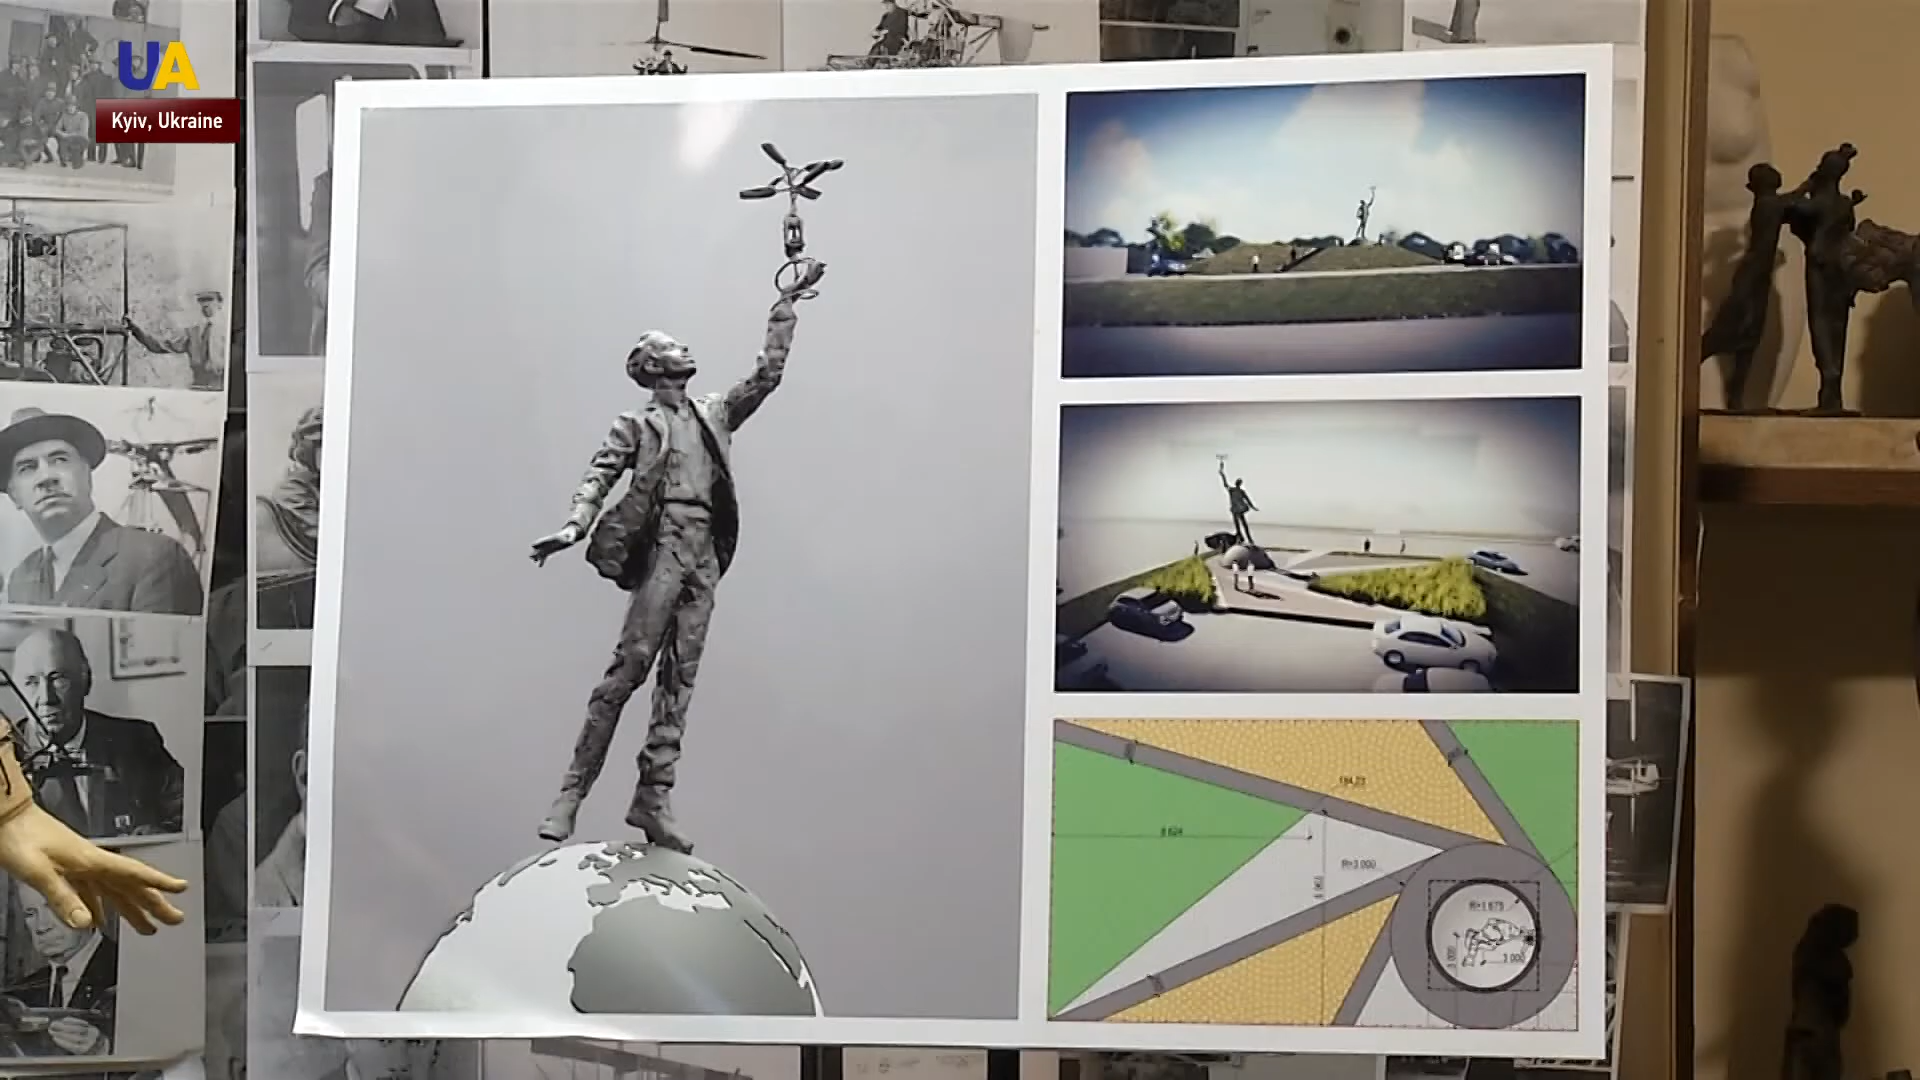 UA
Kyiv, Ukraine
184,23
8 624
R=3 000
R=1 675
3 000
3 000